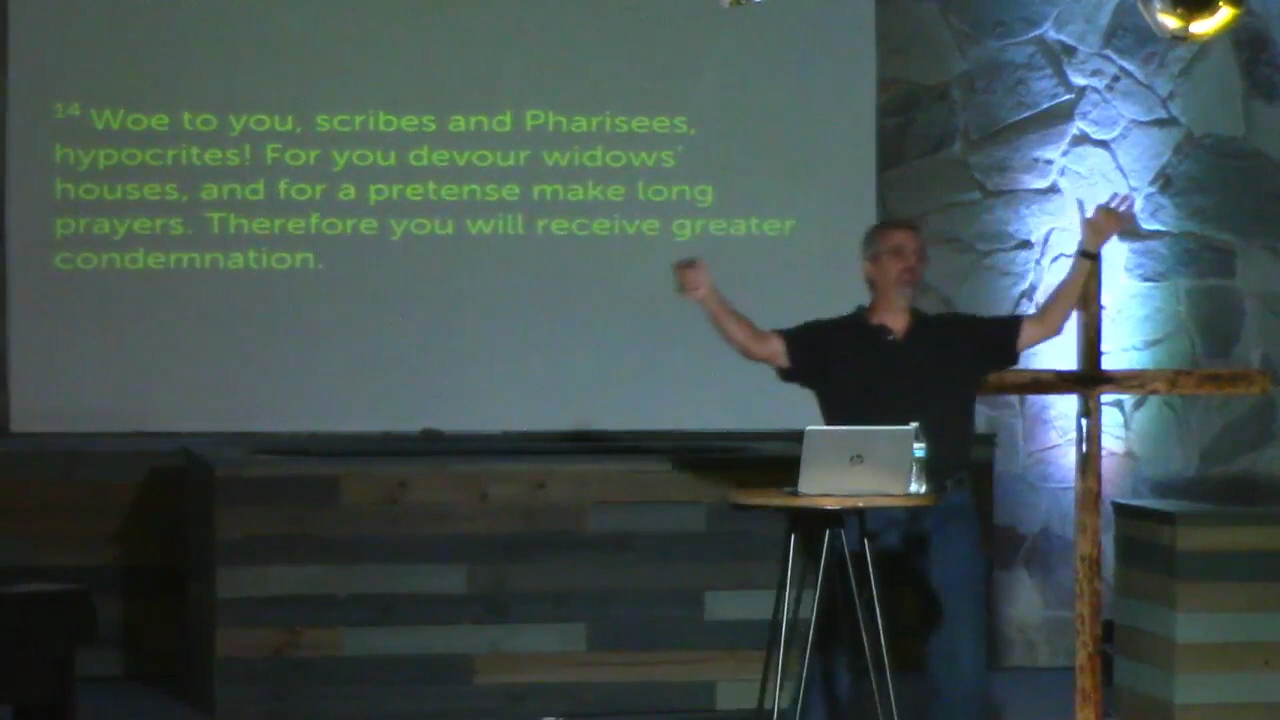 14 Woe to you, scribes and Pharisees,
hypocrites! For you devour widows'
houses, and for a pretense make long
prayers. Therefore you will receive greater
condemnation.
hp